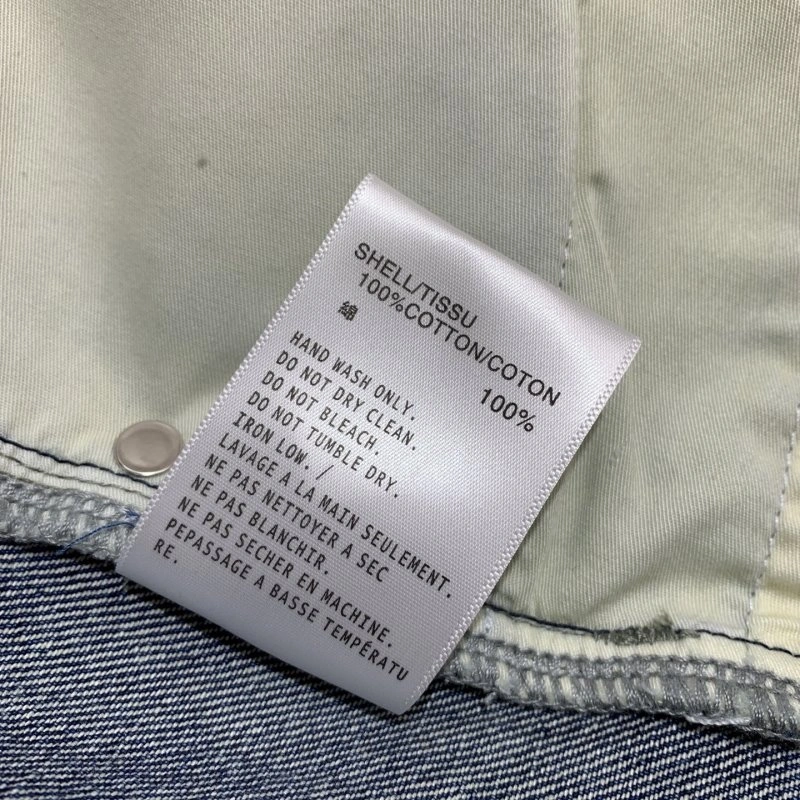 SHELL/TISSU
100%COTTON/COTON
綿 100%
HAND WASH ONLY.
DO NOT DRY CLEAN.
DO NOT BLEACH.
DO NOT TUMBLE DRY.
IRON LOW. /
LAVAGE A LA MAIN SEULEMENT.
NE PAS NETTOYER A SEC
NE PAS BLANCHIR.
NE PAS SECHER EN MACHINE.
PEPASSAGE A BASSE TEMPÉRATU
RE.